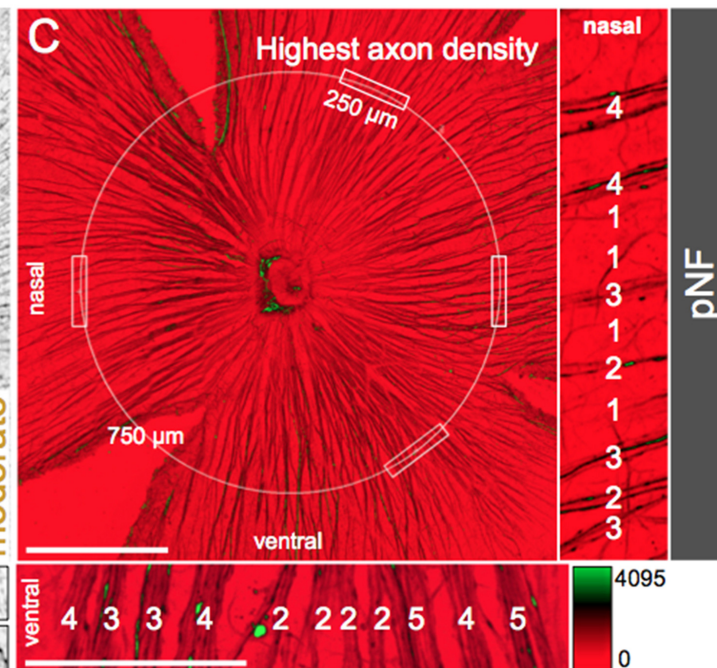 C
Highest axon density
250 µm
nasal
750 µm
ventral
nasal
4
4
1
1
3
1
2
1
3
2
3
pNF
moderate
ventral
4 3 3 4 2 2 2 2 5 4 5
4095
0